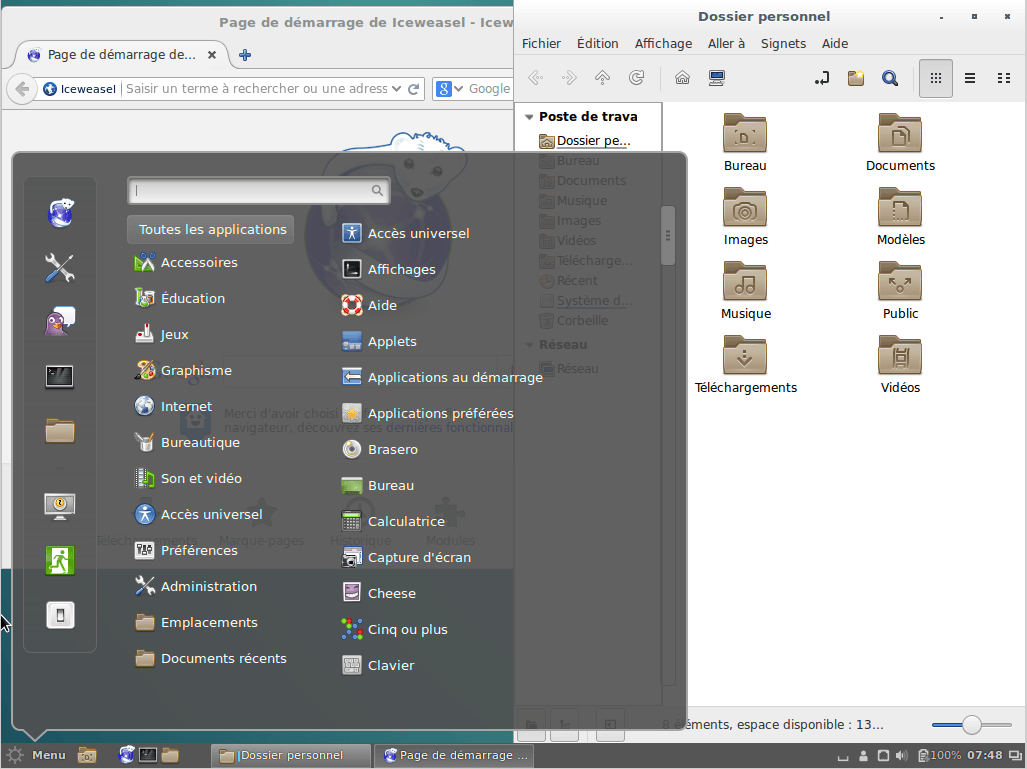 Page de démarrage de Iceweasel - Icew
Page de démarrage de...
Iceweasel
Saisir un terme à rechercher ou une adress
Google
Dossier personnel
Fichier Édition Affichage Aller à Signets Aide
Poste de trava
Dossier pe...
Bureau
Documents
Musique
Images
Vidéos
Télécharge...
Récent
Système d...
Corbeille
Réseau
Réseau
Bureau Documents
Images Modèles
Musique Public
Téléchargements Vidéos
8 éléments, espace disponible : 13...
Toutes les applications
Accessoires
Éducation
Jeux
Graphisme
Internet
Bureautique
Son et vidéo
Accès universel
Préférences
Administration
Emplacements
Documents récents
Accès universel
Affichages
Aide
Applets
Applications au démarrage
Applications préférées
Brasero
Bureau
Calculatrice
Capture d'écran
Cheese
Cinq ou plus
Clavier
Merci d'avoir choisi
navigateur, découvrez ses dernières fonctionnal
Téléchargements Marque-pages Historique Modules
Menu
Dossier personnel
Page de démarrage ...
100% 07:48